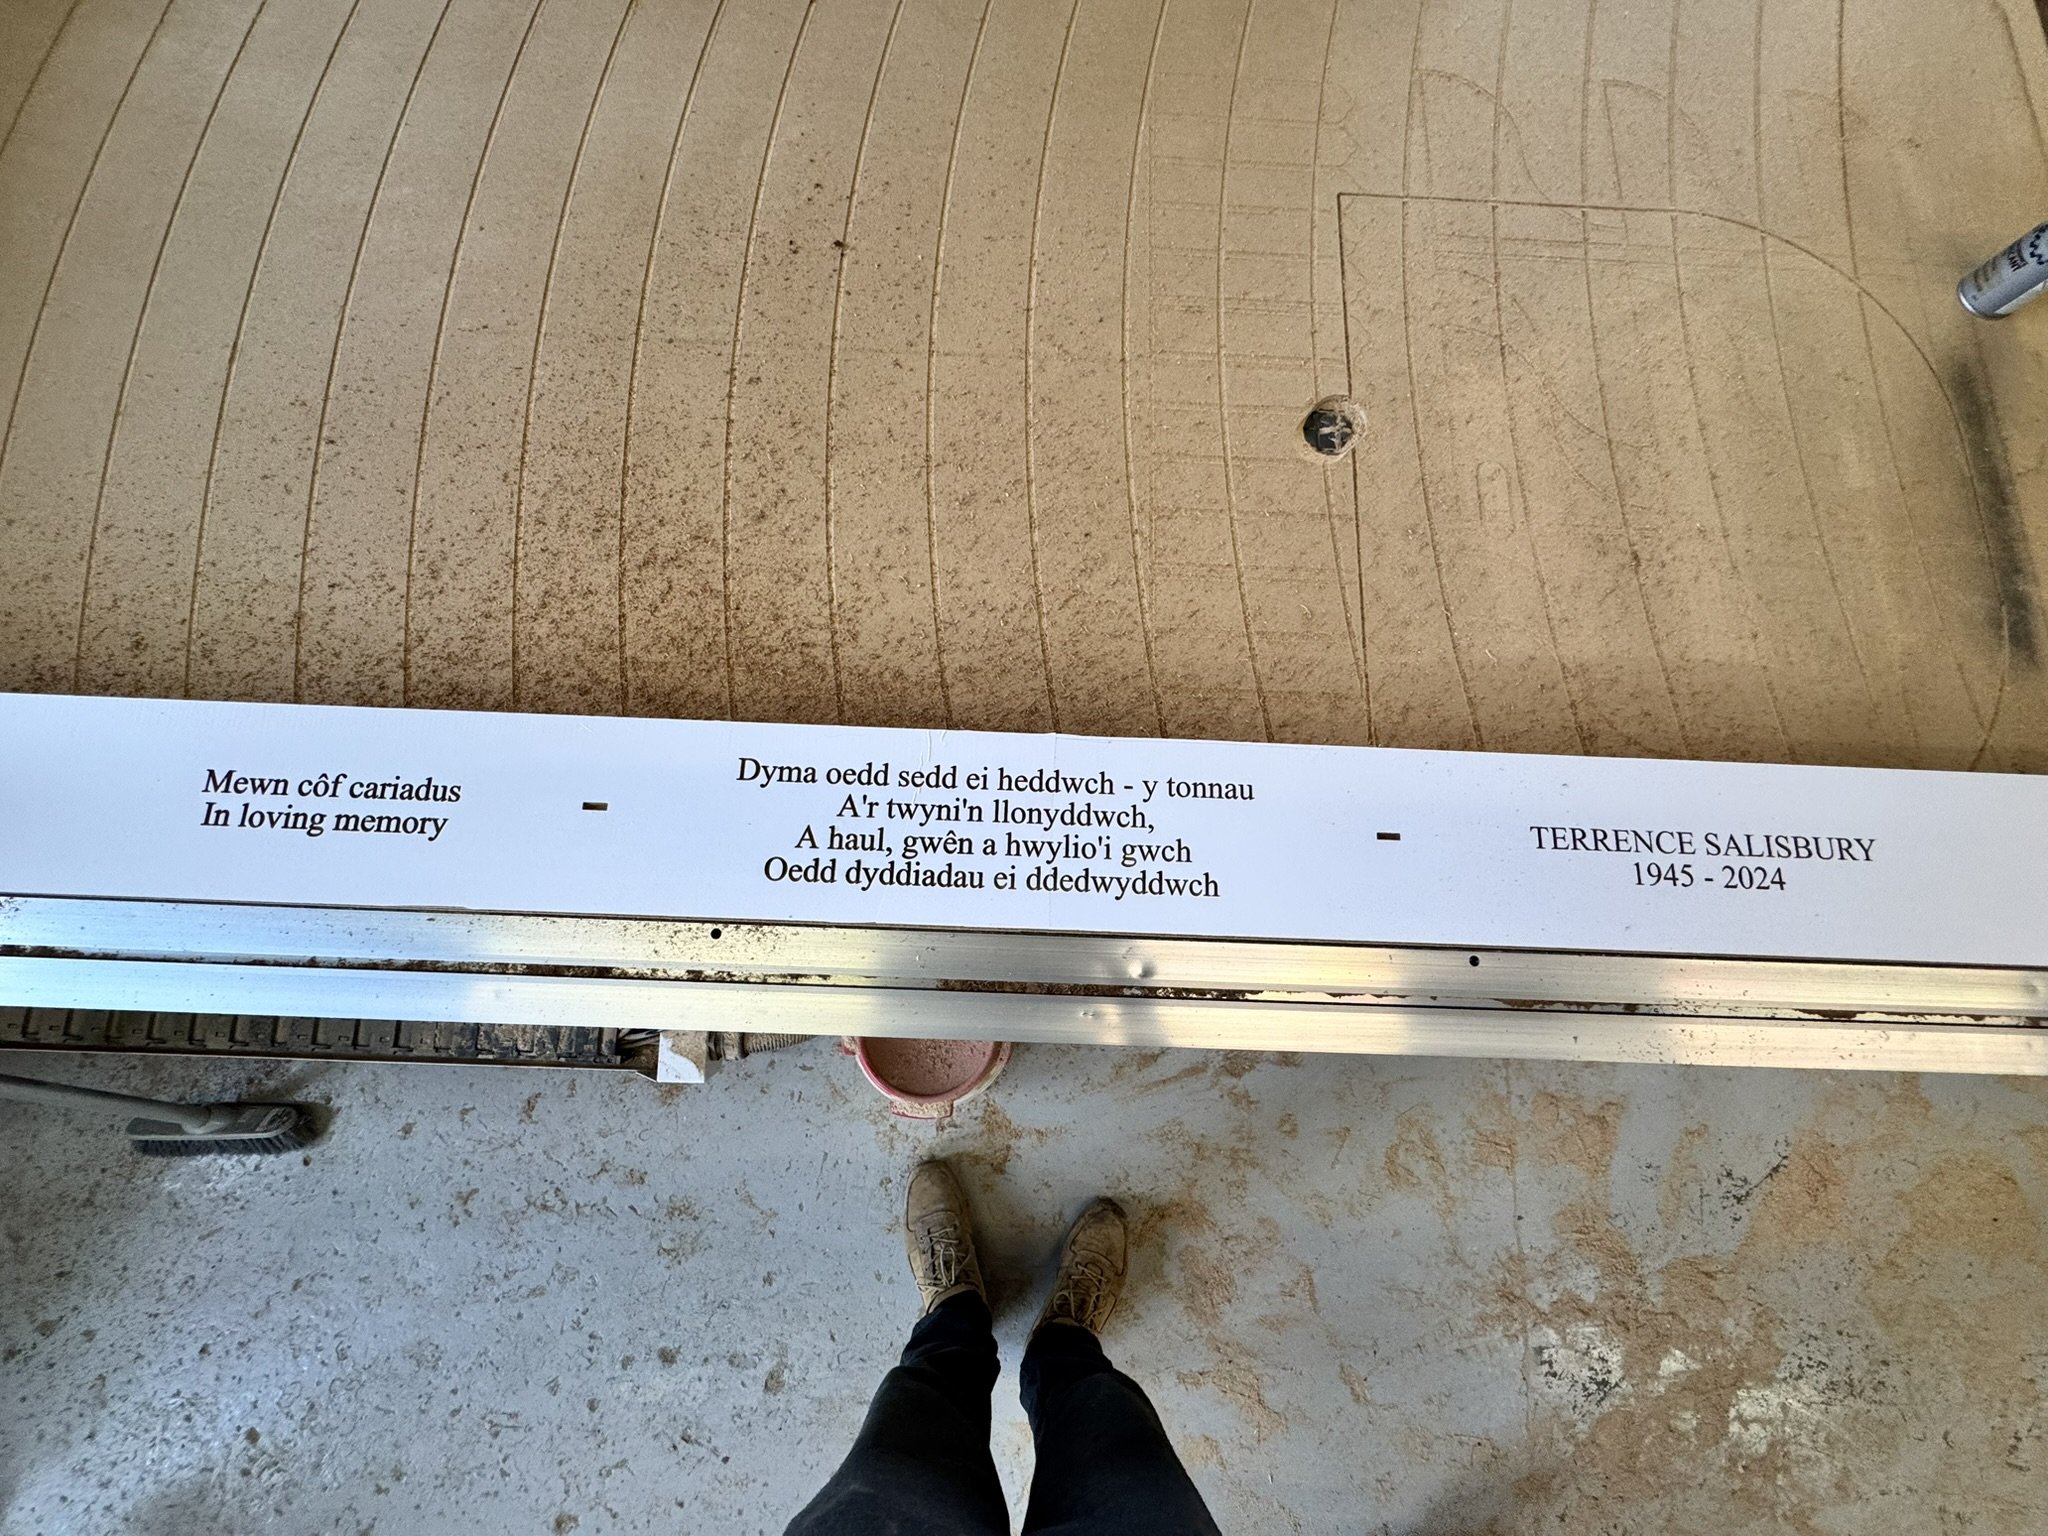 Mewn côf cariadus
In loving memory
-
Dyma oedd sedd ei heddwch - y tonnau
A'r twyni'n llonyddwch,
A haul, gwên a hwylio'i gwch
Oedd dyddiadau ei ddedwyddwch
-
TERRENCE SALISBURY
1945 - 2024